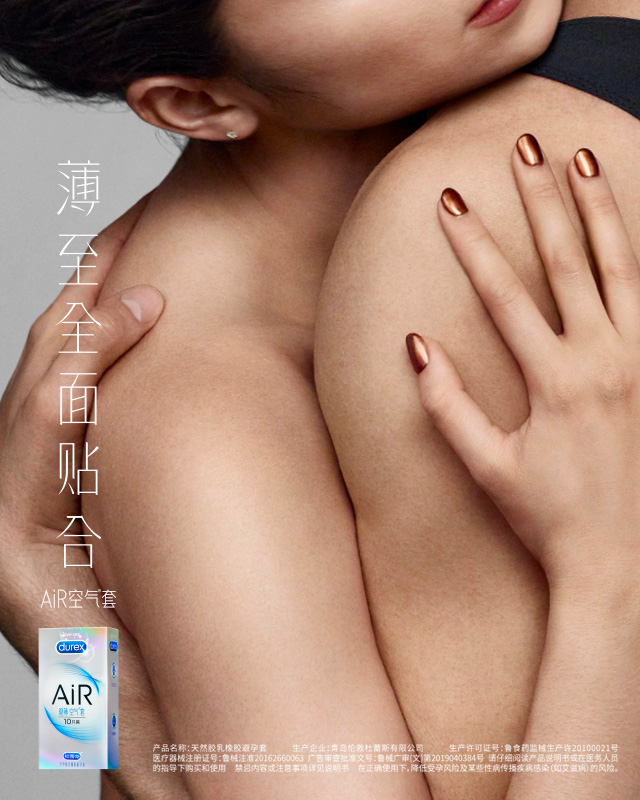 薄至全面贴合
AiR空气套
durex
AiR
空气套
10只装
产品名称:天然胶乳橡胶避孕套 生产企业:青岛伦敦杜蕾斯有限公司 生产许可证号:鲁食药监械生产许20100021号
医疗器械注册证号:鲁械注准20162660063 广告审查批准文号:鲁械广审(文)第2019040384号 请仔细阅读产品说明书或在医务人员
的指导下购买和使用 禁忌内容或注意事项详见说明书 在正确使用下,降低受孕风险及某些性病传播疾病感染(如艾滋病)的风险。